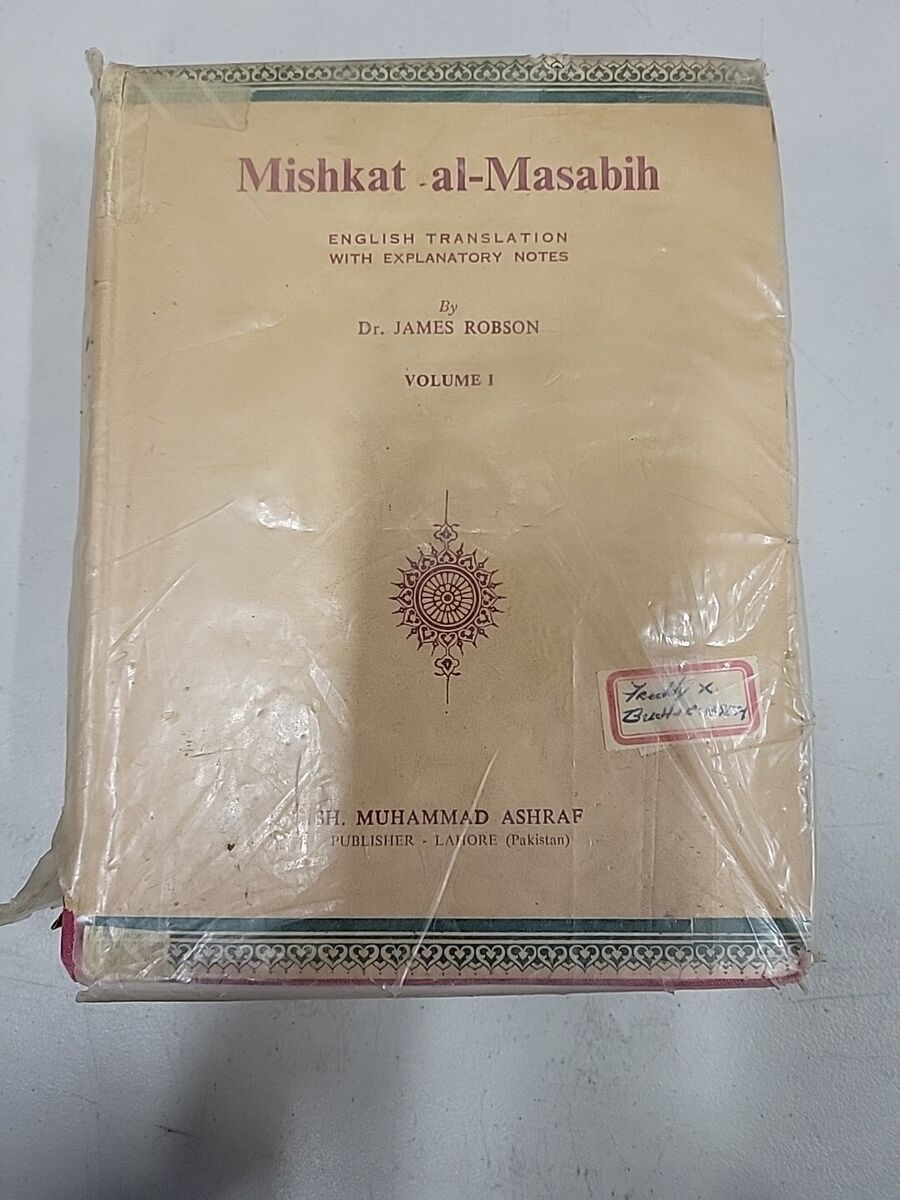 Mishkat al-Masabih
ENGLISH TRANSLATION
WITH EXPLANATORY NOTES
By
Dr. JAMES ROBSON
VOLUME I
SH. MUHAMMAD ASHRAF
PUBLISHER - LAHORE (Pakistan)